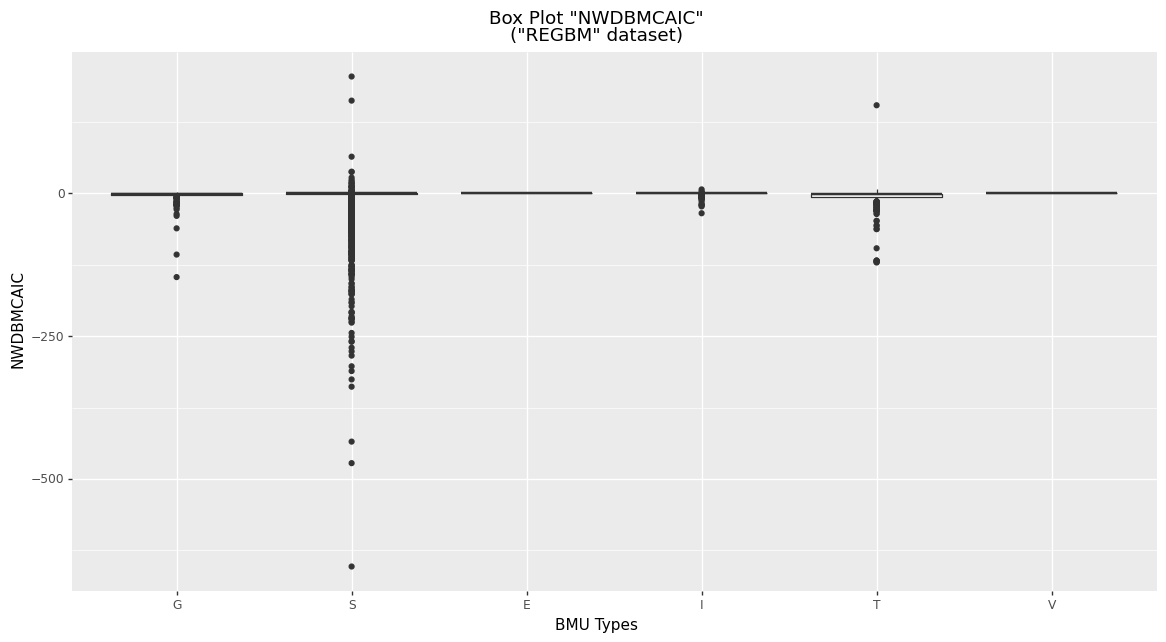 Box Plot "NWDBMCAIC"
("REGBM" dataset)
NWDBMCAIC
0
−250
−500
G S E I T V
BMU Types